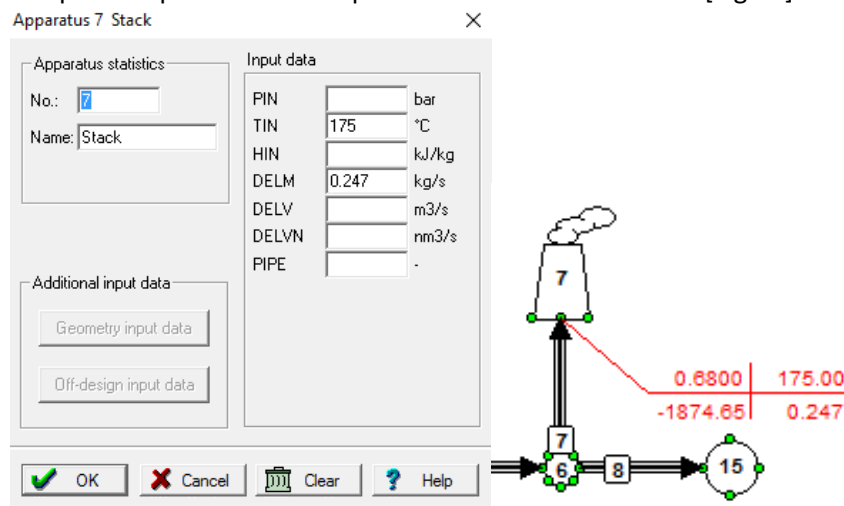 Apparatus 7 Stack
Apparatus statistics
No.: 7
Name: Stack
Additional input data
Geometry input data
Off-design input data
Input data
PIN bar
TIN 175 °C
HIN kJ/kg
DELM 0.247 kg/s
DELV m3/s
DELVN nm3/s
PIPE -
OK Cancel Clear Help
7
0.6800 175.00
-1874.65 0.247
7
6 8 15